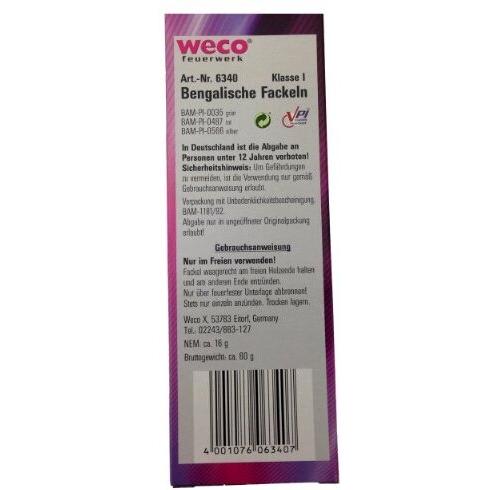 weco®
feuerwerk
Art.-Nr. 6340 Klasse I
Bengalische Fackeln
BAM-PI-0035 grün
BAM-PI-0487 rot
BAM-PI-0566 silber
VPI
In Deutschland ist die Abgabe an
Personen unter 12 Jahren verboten!
Sicherheitshinweis: Um Gefährdungen
zu vermeiden, ist die Verwendung nur gemäß
Gebrauchsanweisung erlaubt.
Verpackung mit Unbedenklichkeitsbescheinigung,
BAM-1181/92.
Abgabe nur in ungeöffneter Originalpackung
erlaubt!
Gebrauchsanweisung
Nur im Freien verwenden!
Fackel waagerecht am freien Holzende halten
und am anderen Ende entzünden.
Nur über feuerfester Unterlage abbrennen!
Stets nur einzeln anzünden. Trocken lagern.
Weco X, 53783 Eitorf, Germany
Tel.: 02243/883-127
NEM: ca. 16 g
Bruttogewicht: ca. 60 g
4 001076 063407